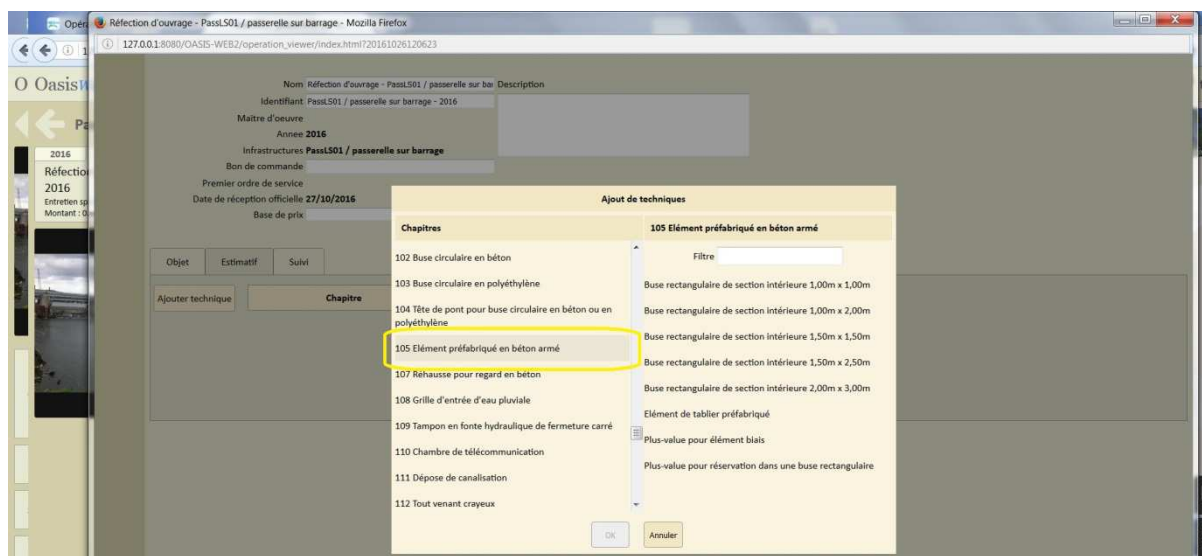 Opéra
Réfection d'ouvrage - PassLS01 / passerelle sur barrage - Mozilla Firefox
127.0.0.1:8080/OASIS-WEB2/operation_viewer/index.html?20161026120623
Oasis
Nom Réfection d'ouvrage - PassLS01 / passerelle sur bar Description
Identifiant PassLS01 / passerelle sur barrage - 2016
Maître d'oeuvre
Annee 2016
Infrastructures PassLS01 / passerelle sur barrage
Bon de commande
Premier ordre de service
Date de réception officielle 27/10/2016
Base de prix
2016
Réfection
2016
Entretien sp
Montant : 0.
Objet Estimatif Suivi
Ajouter technique Chapitre
Ajout de techniques
Chapitres
102 Buse circulaire en béton
103 Buse circulaire en polyéthylène
104 Tête de pont pour buse circulaire en béton ou en
polyéthylène
105 Elément préfabriqué en béton armé
107 Réhausse pour regard en béton
108 Grille d'entrée d'eau pluviale
109 Tampon en fonte hydraulique de fermeture carré
110 Chambre de télécommunication
111 Dépose de canalisation
112 Tout venant crayeux
105 Elément préfabriqué en béton armé
Filtre
Buse rectangulaire de section intérieure 1,00m x 1,00m
Buse rectangulaire de section intérieure 1,00m x 2,00m
Buse rectangulaire de section intérieure 1,50m x 1,50m
Buse rectangulaire de section intérieure 1,50m x 2,50m
Buse rectangulaire de section intérieure 2,00m x 3,00m
Elément de tablier préfabriqué
Plus-value pour élément biais
Plus-value pour réservation dans une buse rectangulaire
OK Annuler